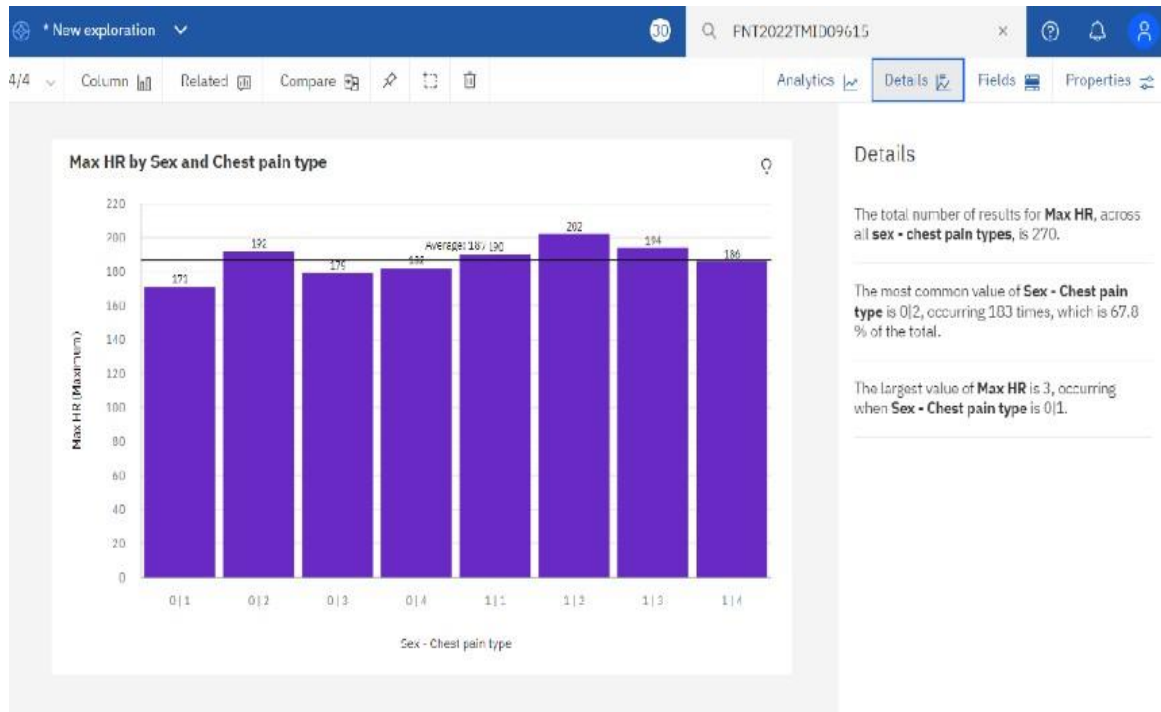 * New exploration
30
FNT2022TMID09615
4/4
Column
Related
Compare
Analytics
Details
Fields
Properties
Max HR by Sex and Chest pain type
220
200
180
160
140
120
100
80
60
40
20
0
Max HR (Maximum)
171
192
179
182
Average: 187
190
202
194
186
0|1
0|2
0|3
0|4
1|1
1|2
1|3
1|4
Sex - Chest pain type
Details
The total number of results for Max HR, across
all sex - chest pain types, is 270.
The most common value of Sex - Chest pain
type is 0|2, occurring 183 times, which is 67.8
% of the total.
The largest value of Max HR is 3, occurring
when Sex - Chest pain type is 0|1.